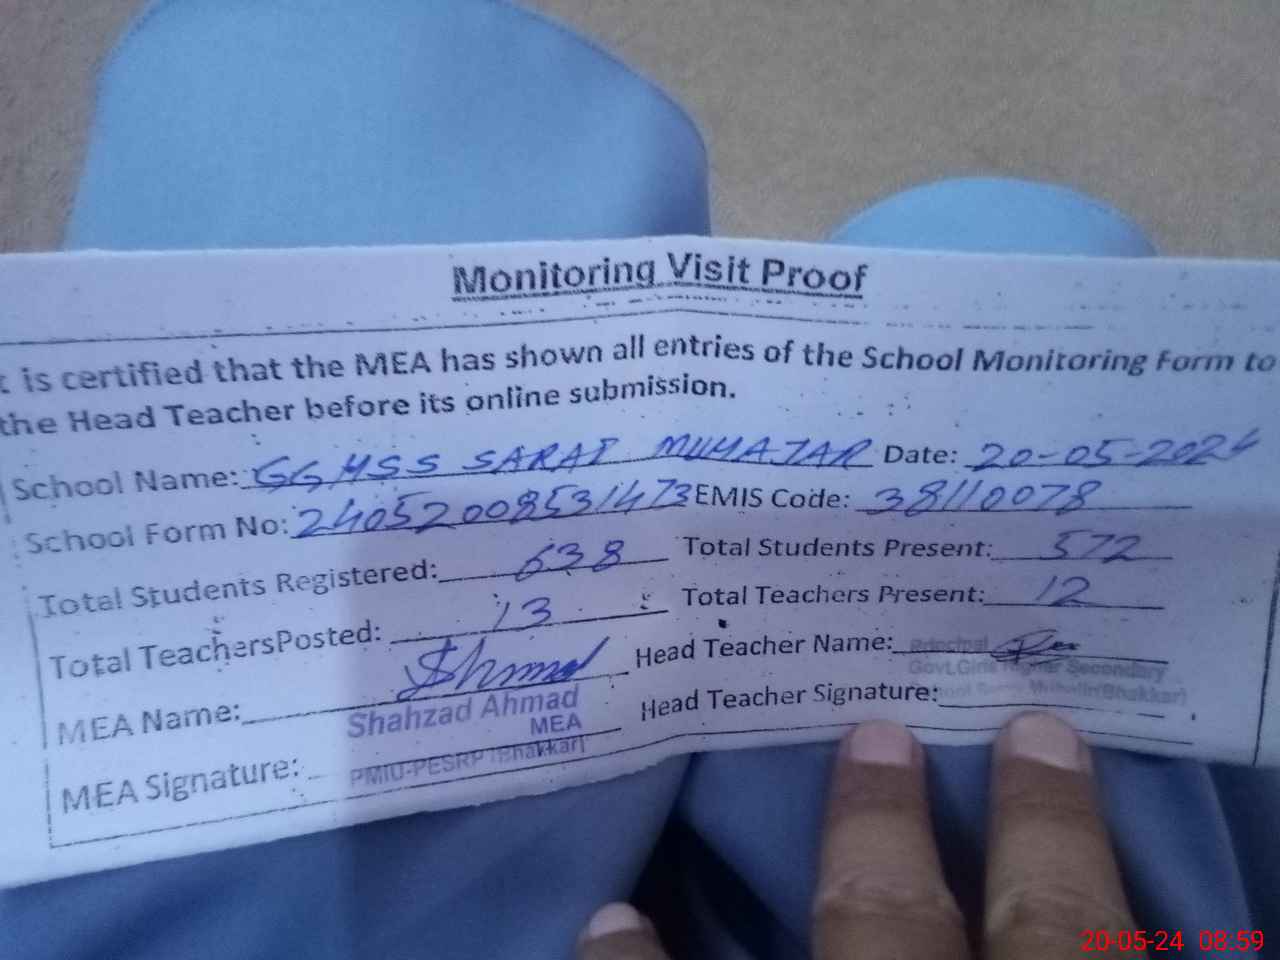 Monitoring Visit Proof
t is certified that the MEA has shown all entries of the School Monitoring Form to
the Head Teacher before its online submission.
School Name: GGHSS SARAI MUHAJAR Date: 20-05-2024
School Form No: 24052008531473 EMIS Code: 38110078
Total Students Registered: 638 Total Students Present: 572
Total TeachersPosted: 13 Total Teachers Present: 12
MEA Name: Head Teacher Name: Principal
Govt.Girls Higher Secondary
Shahzad Ahmad
MEA
Head Teacher Signature: (Bhakkar)
MEA Signature: PMIU-PESRP (Bhakkar)
20-05-24 08:59